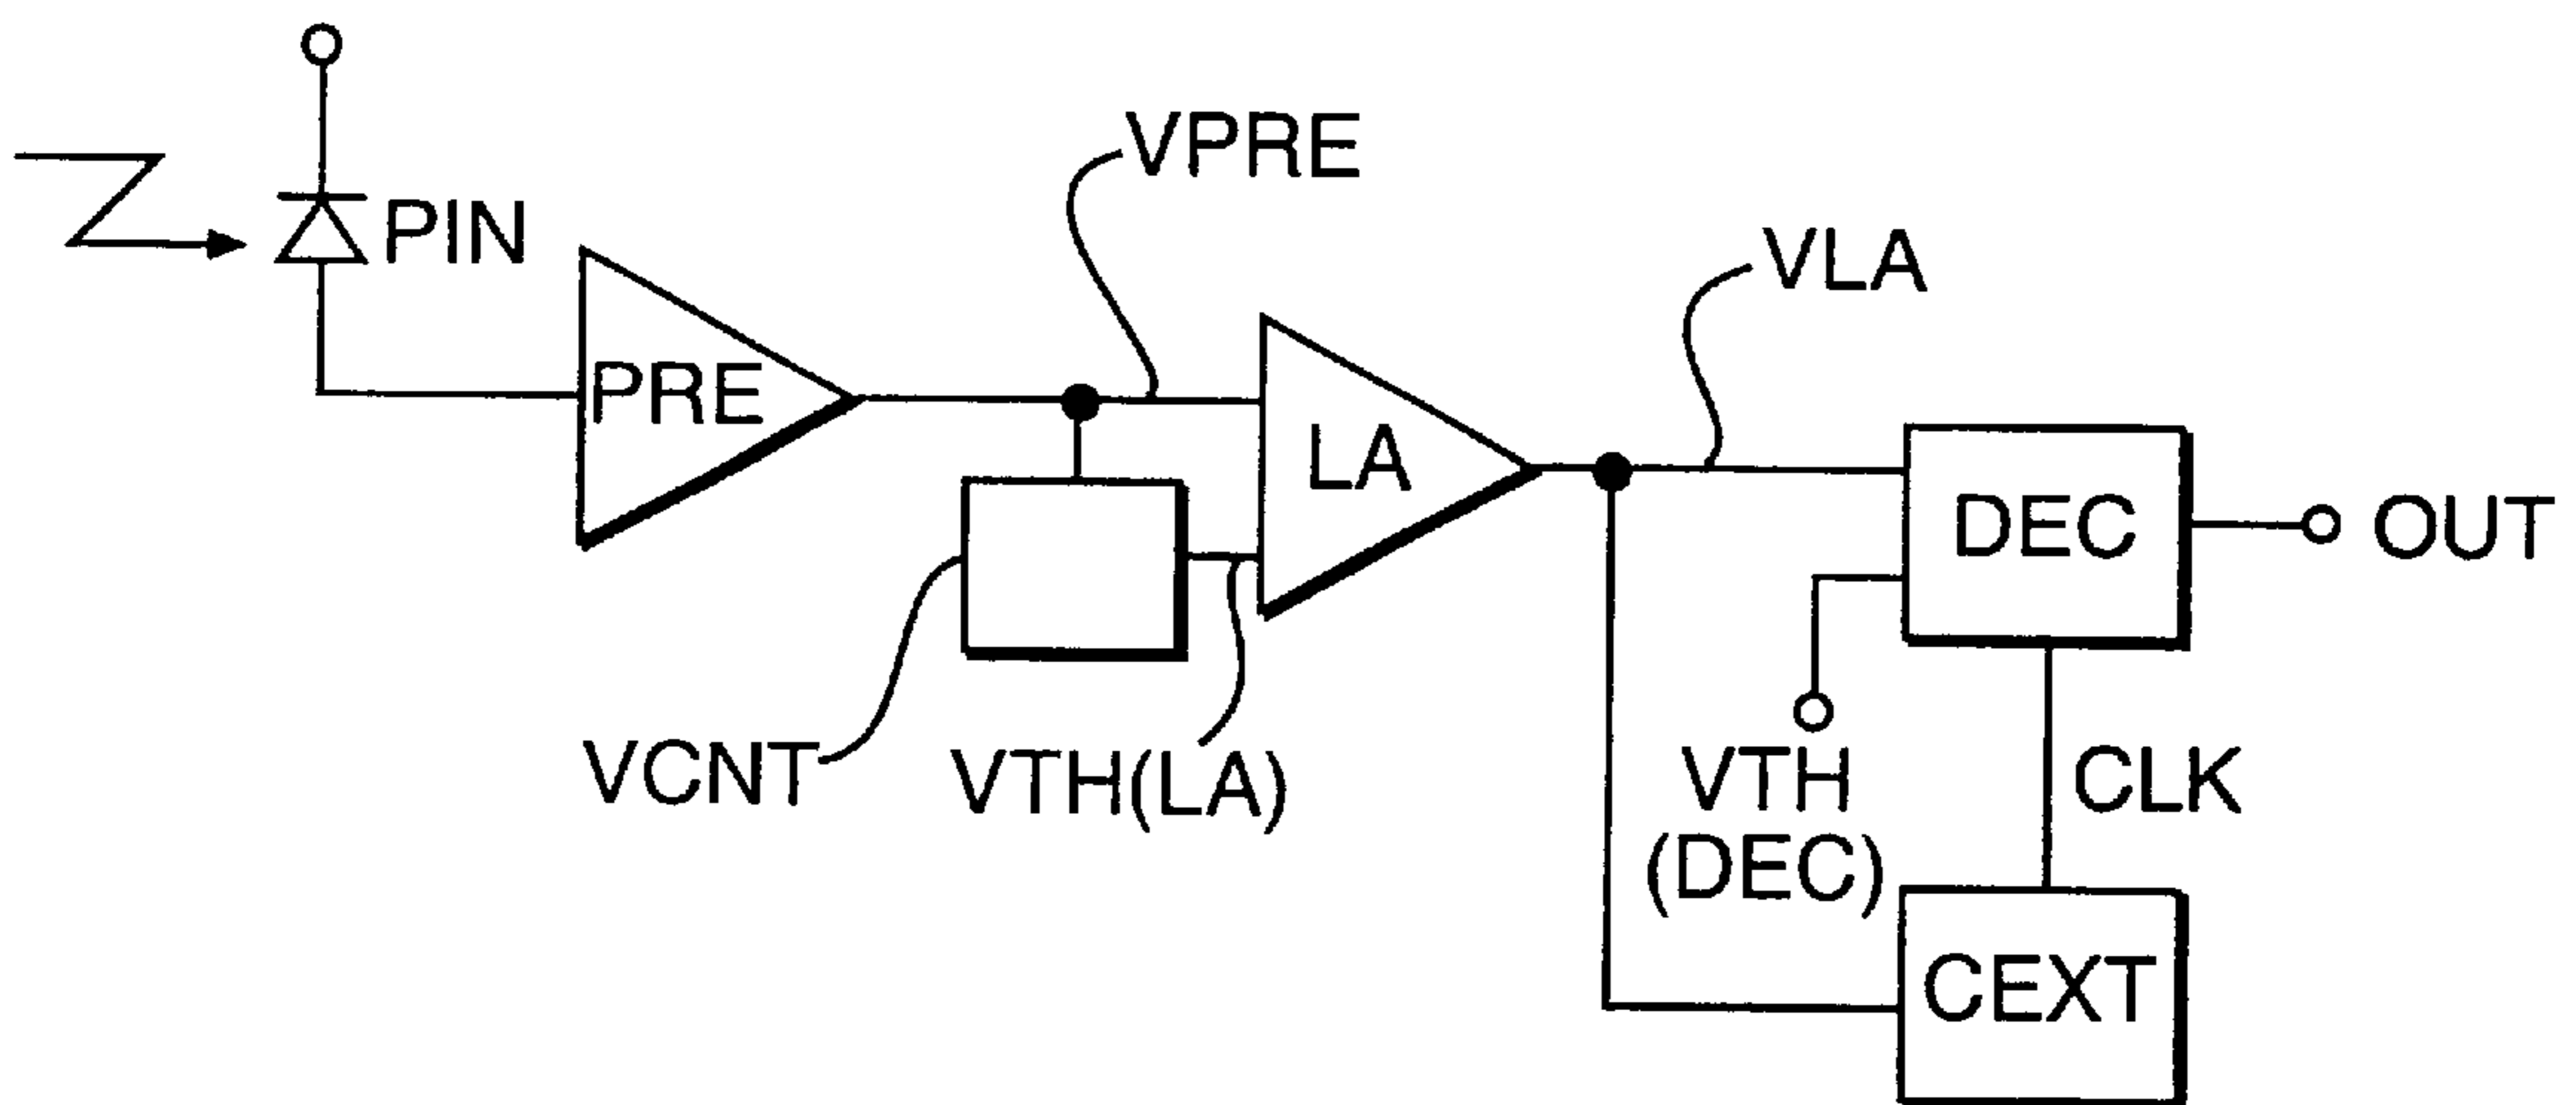 VPRE
PIN
VLA
PRE
LA
DEC
OUT
VCNT
VTH(LA)
VTH
(DEC)
CLK
CEXT